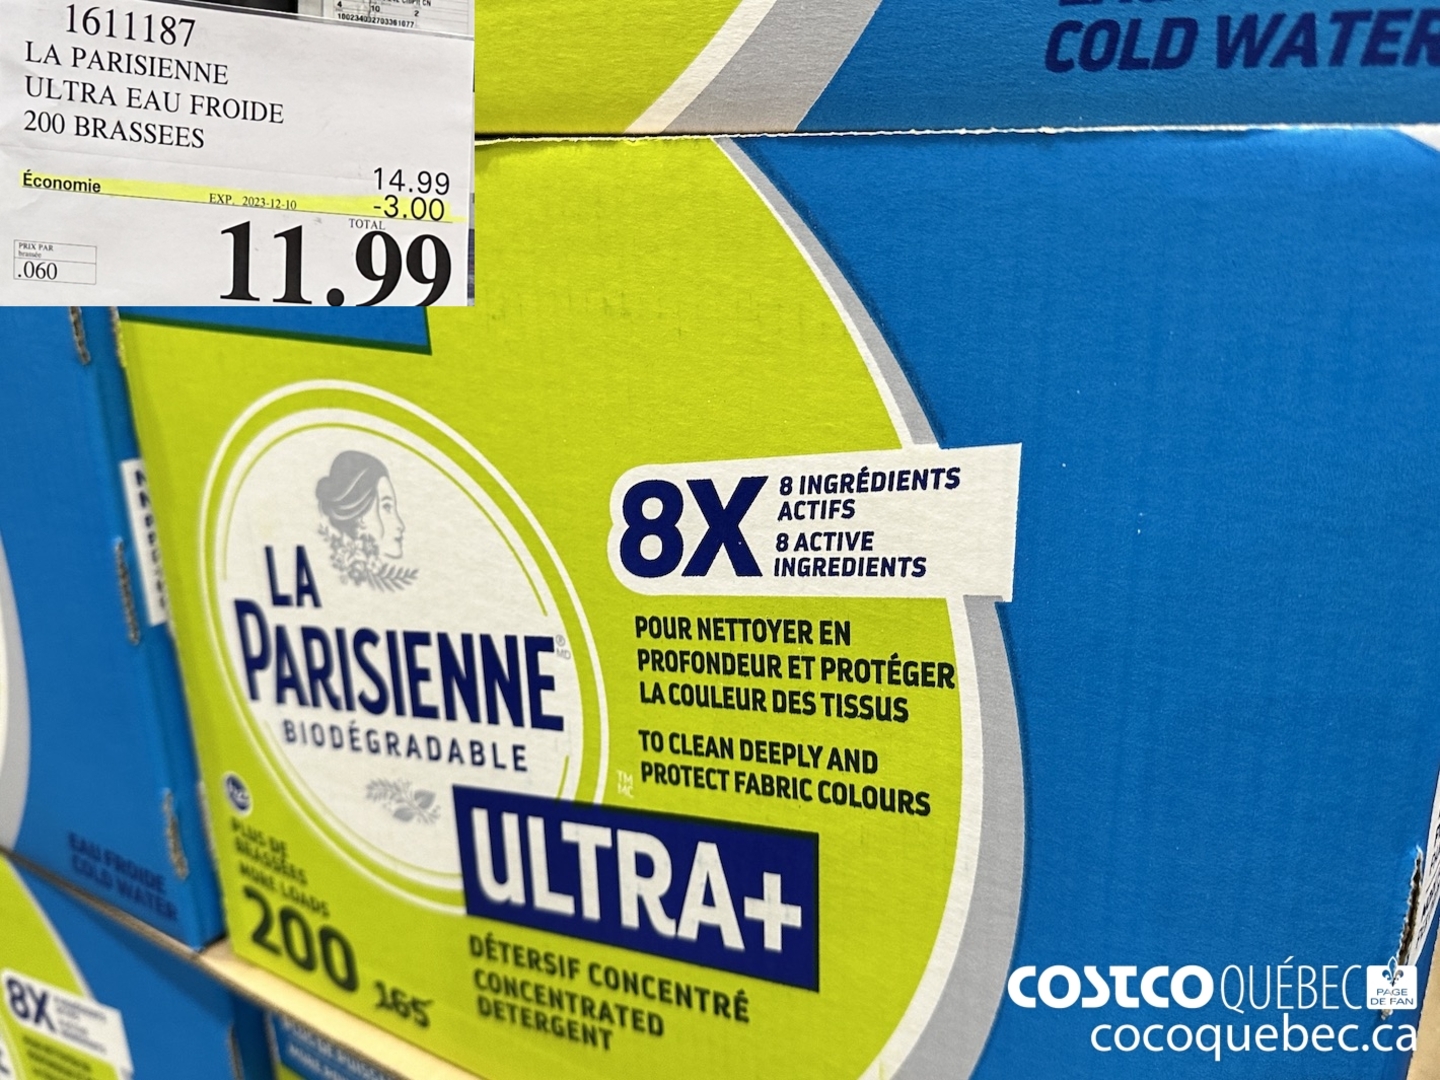 1611187
LA PARISIENNE
ULTRA EAU FROIDE
200 BRASSEES
14.99
Économie
EXP. 2023-12-10
-3.00
TOTAL
11.99
PRIX PAR
brassée
.060
COLD WATER
8X
8 INGRÉDIENTS
ACTIFS
8 ACTIVE
INGREDIENTS
POUR NETTOYER EN
PROFONDEUR ET PROTÉGER
LA COULEUR DES TISSUS
TO CLEAN DEEPLY AND
PROTECT FABRIC COLOURS
LA
PARISIENNE
MD
BIODÉGRADABLE
TM
MC
ULTRA+
PLUS DE
BRASSÉES
MORE LOADS
200
165
DÉTERSIF CONCENTRÉ
CONCENTRATED
DETERGENT
EAU FROIDE
COLD WATER
8X
COSTCO QUÉBEC
PAGE
DE FAN
cocoquebec.ca